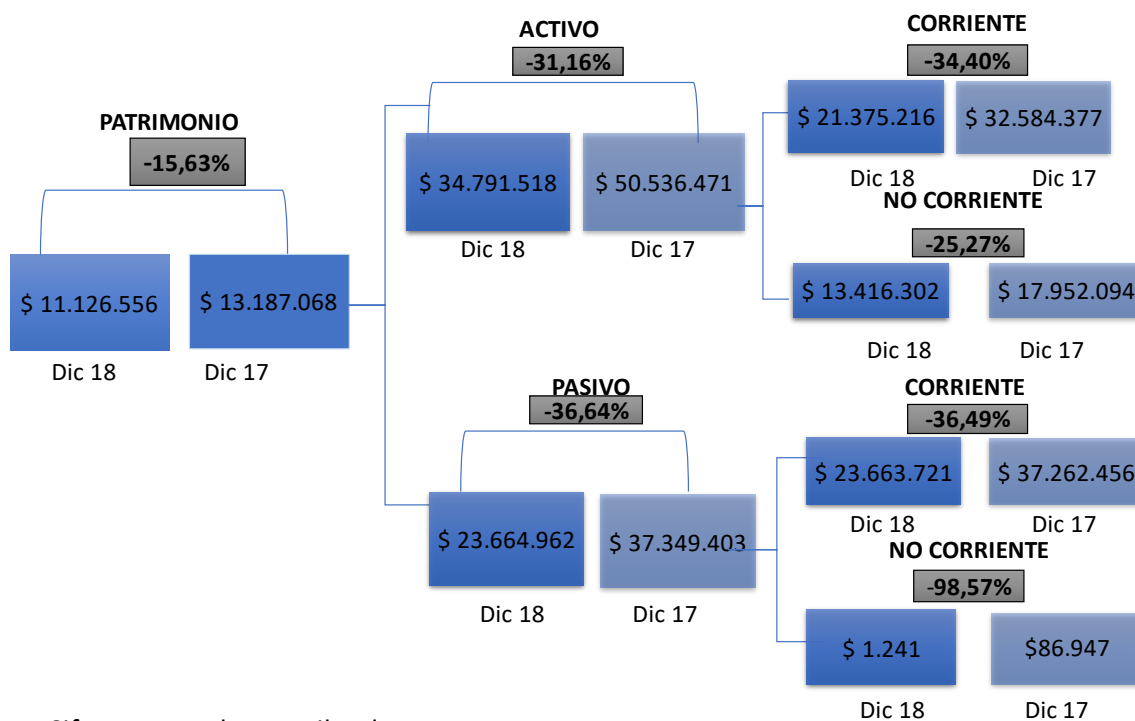 PATRIMONIO
-15,63%
$ 11.126.556
$ 13.187.068
Dic 18
Dic 17
ACTIVO
-31,16%
$ 34.791.518
$ 50.536.471
Dic 18
Dic 17
CORRIENTE
-34,40%
$ 21.375.216
$ 32.584.377
Dic 18
Dic 17
NO CORRIENTE
-25,27%
$ 13.416.302
$ 17.952.094
Dic 18
Dic 17
PASIVO
-36,64%
$ 23.664.962
$ 37.349.403
Dic 18
Dic 17
CORRIENTE
-36,49%
$ 23.663.721
$ 37.262.456
Dic 18
Dic 17
NO CORRIENTE
-98,57%
$ 1.241
$86.947
Dic 18
Dic 17